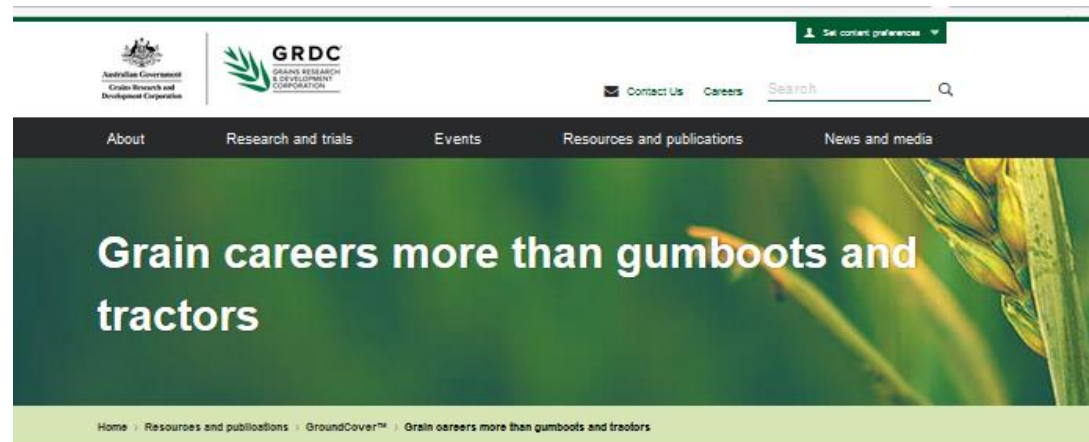 Set content preferences
Australian Government
Grains Research and
Development Corporation
GRDC
GRAINS RESEARCH
& DEVELOPMENT
CORPORATION
Contact Us Careers Search
About Research and trials Events Resources and publications News and media
Grain careers more than gumboots and
tractors
Home › Resources and publications › GroundCover™ › Grain careers more than gumboots and tractors